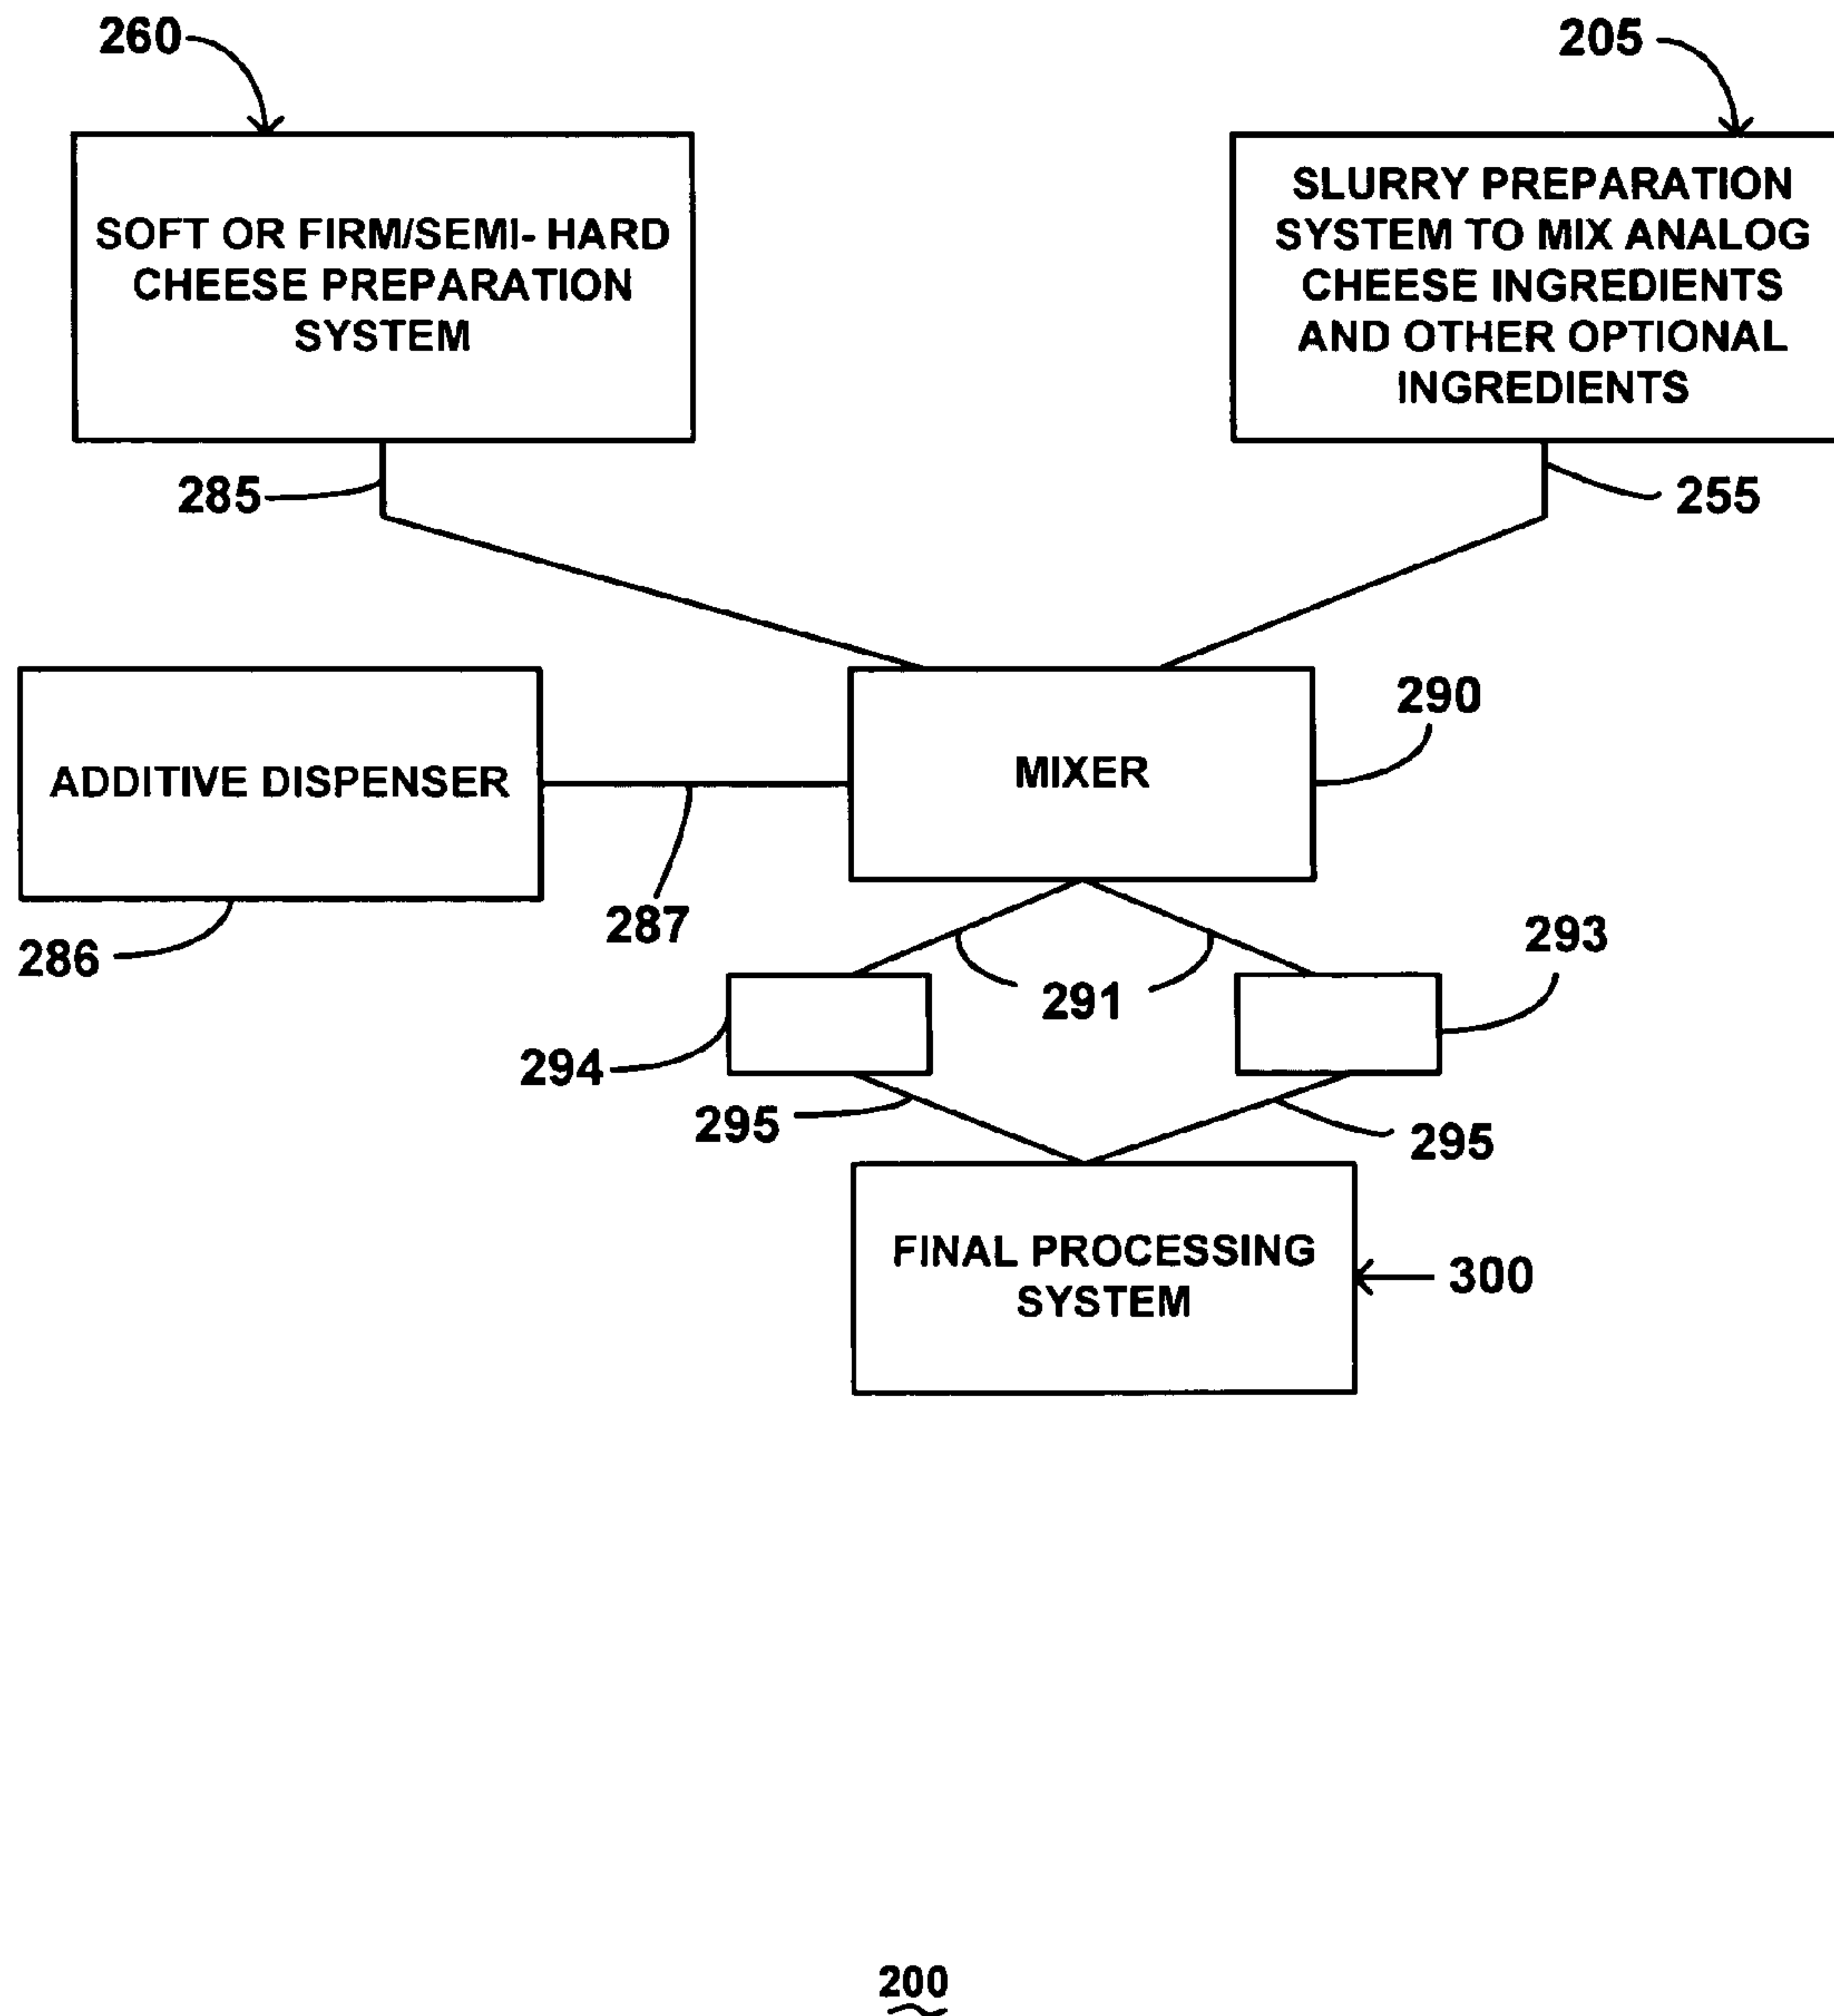 260
205
SOFT OR FIRM/SEMI- HARD
CHEESE PREPARATION
SYSTEM
SLURRY PREPARATION
SYSTEM TO MIX ANALOG
CHEESE INGREDIENTS
AND OTHER OPTIONAL
INGREDIENTS
285
255
290
ADDITIVE DISPENSER
MIXER
287
286
293
291
294
295
295
FINAL PROCESSING
SYSTEM
300
200